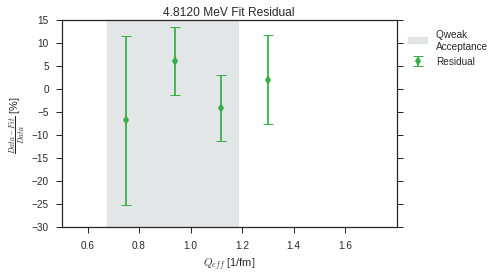 4.8120 MeV Fit Residual
15
10
5
0
−5
−10
−15
−20
−25
−30
Data−Fit
Data
[%]
0.6 0.8 1.0 1.2 1.4 1.6
Q_eff [1/fm]
Qweak
Acceptance
Residual